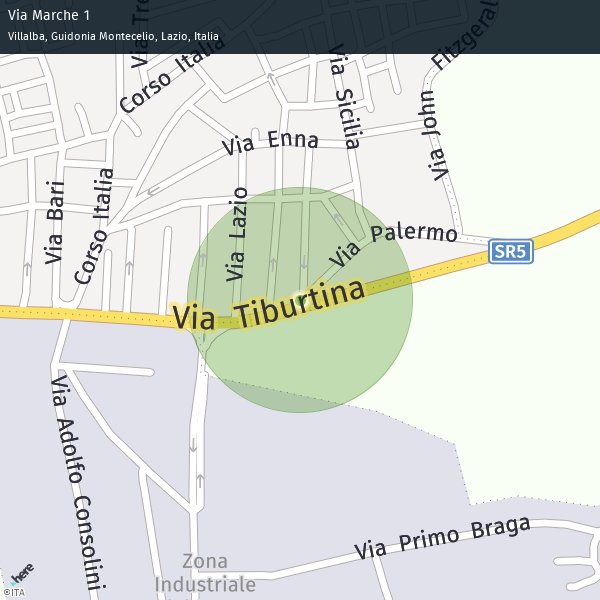 Via Marche 1
Villalba, Guidonia Montecelio, Lazio, Italia
Via Tre
Corso Italia
Via Sicilia
Fitzgeral
Via John
Via Enna
Via Bari
Corso Italia
Via Lazio
Via Palermo
SR5
Via Tiburtina
Via Adolfo Consolini
Via Primo Braga
Zona
Industriale
here
©ITA